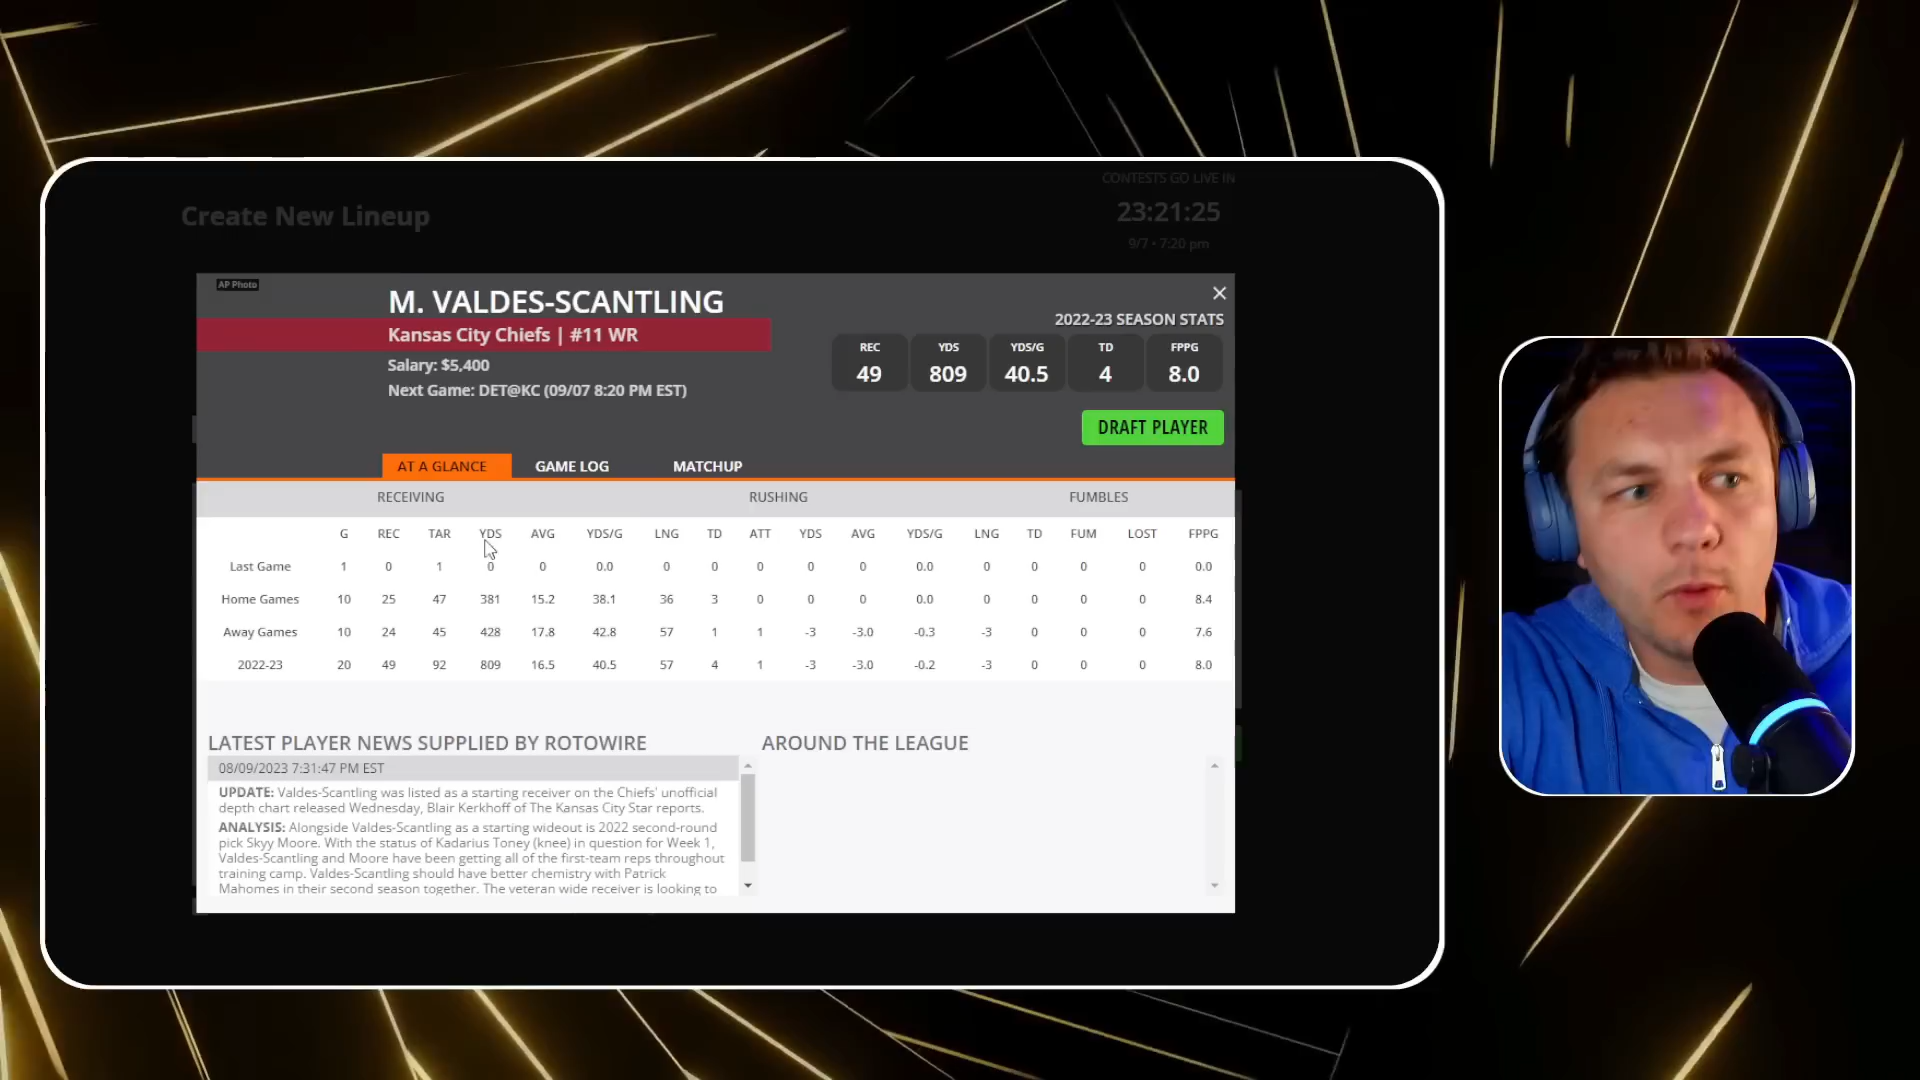 CONTESTS GO LIVE IN
Create New Lineup
23:21:25
9/7 • 7:20 pm
AP Photo
M. VALDES-SCANTLING
Kansas City Chiefs | #11 WR
Salary: $5,400
Next Game: DET@KC (09/07 8:20 PM EST)
2022-23 SEASON STATS
REC YDS YDS/G TD FPPG
49 809 40.5 4 8.0
DRAFT PLAYER
AT A GLANCE GAME LOG MATCHUP
RECEIVING RUSHING FUMBLES
G REC TAR YDS AVG YDS/G LNG TD ATT YDS AVG YDS/G LNG TD FUM LOST FPPG
Last Game 1 0 1 0 0 0.0 0 0 0 0 0 0.0 0 0 0 0 0.0
Home Games 10 25 47 381 15.2 38.1 36 3 0 0 0 0.0 0 0 0 0 8.4
Away Games 10 24 45 428 17.8 42.8 57 1 1 -3 -3.0 -0.3 -3 0 0 0 7.6
2022-23 20 49 92 809 16.5 40.5 57 4 1 -3 -3.0 -0.2 -3 0 0 0 8.0
LATEST PLAYER NEWS SUPPLIED BY ROTOWIRE
08/09/2023 7:31:47 PM EST
UPDATE: Valdes-Scantling was listed as a starting receiver on the Chiefs' unofficial
depth chart released Wednesday, Blair Kerkhoff of The Kansas City Star reports.
ANALYSIS: Alongside Valdes-Scantling as a starting wideout is 2022 second-round
pick Skyy Moore. With the status of Kadarius Toney (knee) in question for Week 1,
Valdes-Scantling and Moore have been getting all of the first-team reps throughout
training camp. Valdes-Scantling should have better chemistry with Patrick
Mahomes in their second season together. The veteran wide receiver is looking to
AROUND THE LEAGUE